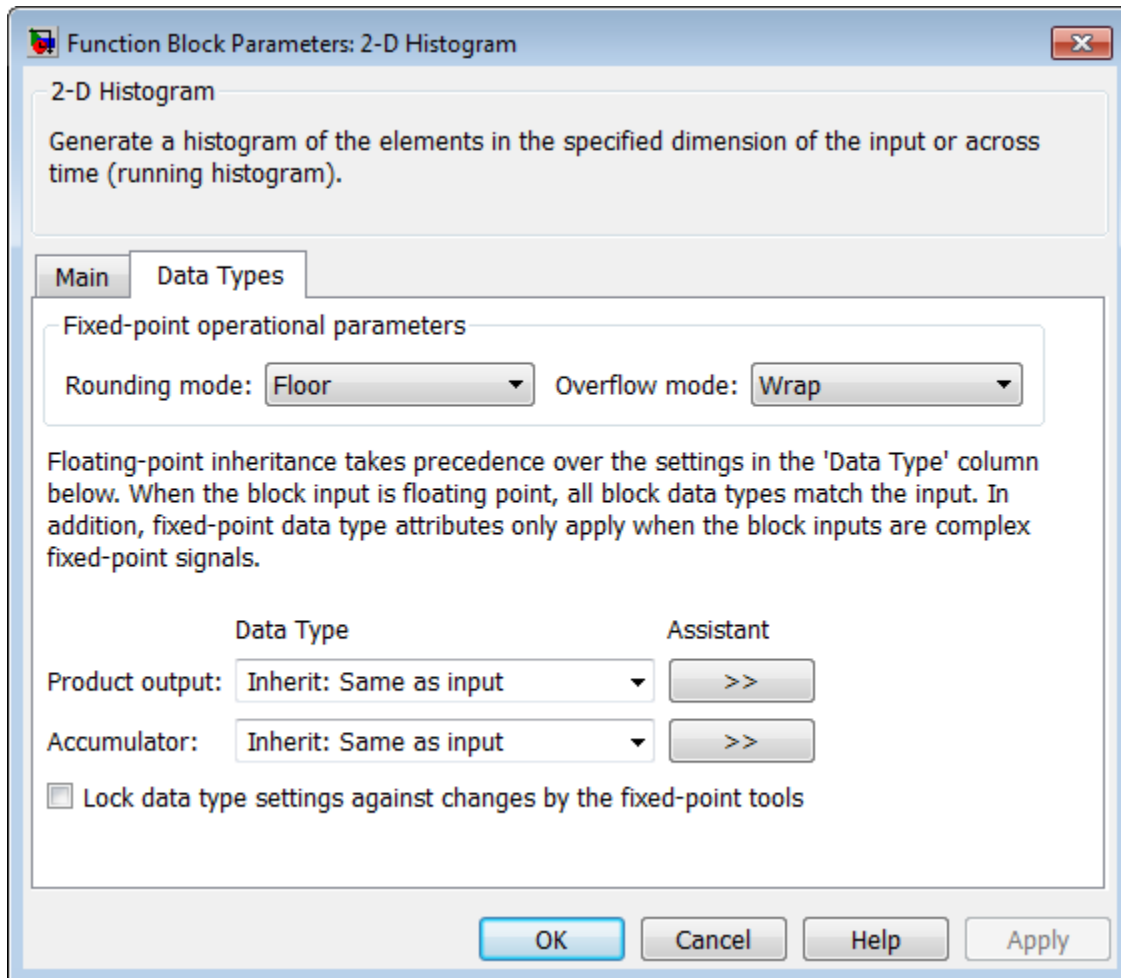 Function Block Parameters: 2-D Histogram
2-D Histogram
Generate a histogram of the elements in the specified dimension of the input or across
time (running histogram).
Main Data Types
Fixed-point operational parameters
Rounding mode: Floor Overflow mode: Wrap
Floating-point inheritance takes precedence over the settings in the 'Data Type' column
below. When the block input is floating point, all block data types match the input. In
addition, fixed-point data type attributes only apply when the block inputs are complex
fixed-point signals.
Data Type Assistant
Product output: Inherit: Same as input >>
Accumulator: Inherit: Same as input >>
Lock data type settings against changes by the fixed-point tools
OK Cancel Help Apply